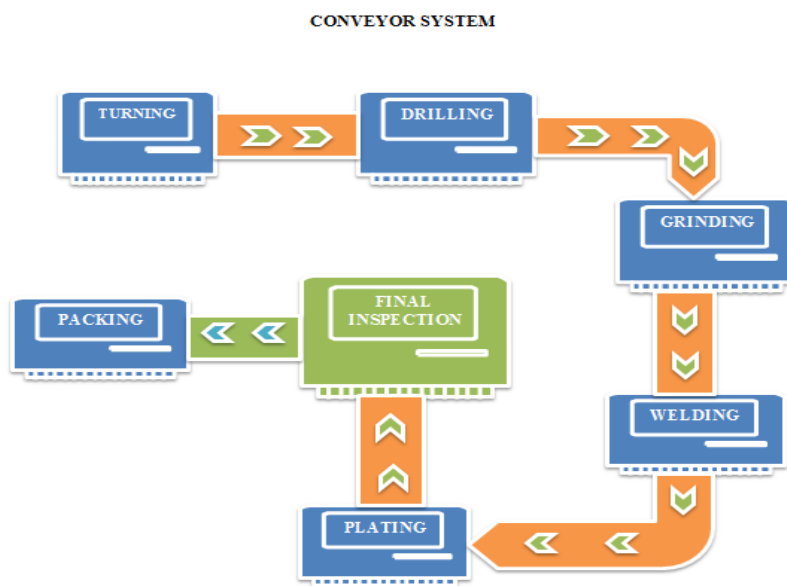 CONVEYOR SYSTEM
TURNING
DRILLING
GRINDING
WELDING
PLATING
FINAL
INSPECTION
PACKING